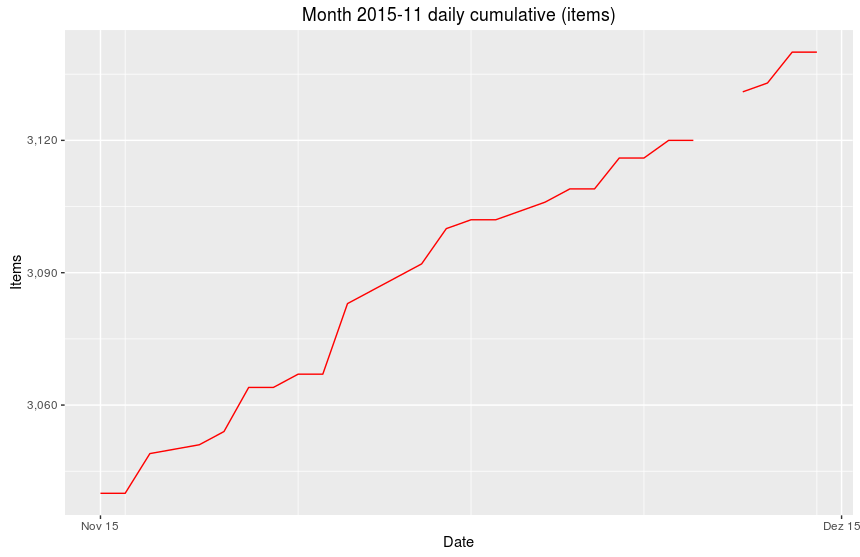 Month 2015-11 daily cumulative (items)
Items
3,120
3,090
3,060
Nov 15
Dez 15
Date